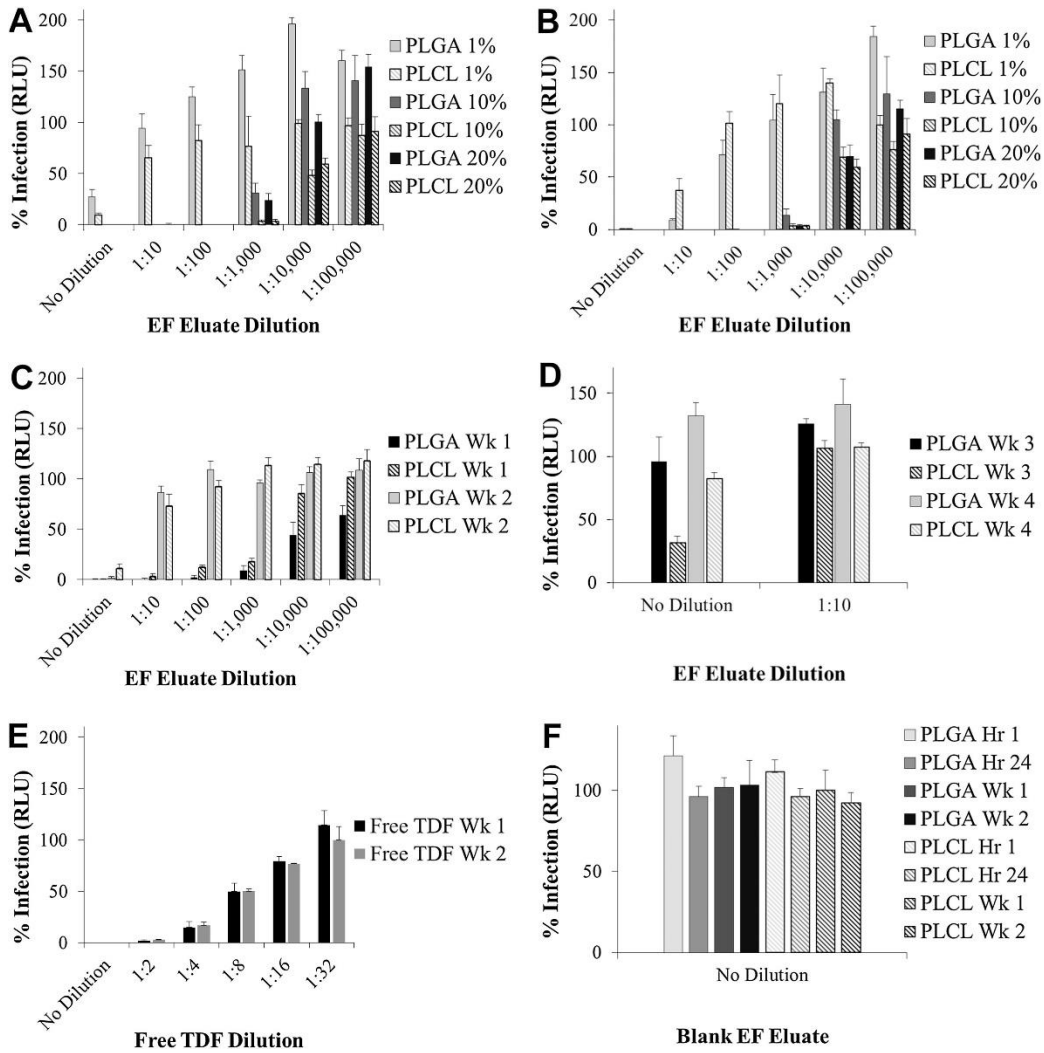 A
% Infection (RLU)
200
150
100
50
0
No Dilution
1:10
1:100
1:1,000
1:10,000
1:100,000
EF Eluate Dilution
PLGA 1%
PLCL 1%
PLGA 10%
PLCL 10%
PLGA 20%
PLCL 20%
B
% Infection (RLU)
200
150
100
50
0
No Dilution
1:10
1:100
1:1,000
1:10,000
1:100,000
EF Eluate Dilution
PLGA 1%
PLCL 1%
PLGA 10%
PLCL 10%
PLGA 20%
PLCL 20%
C
% Infection (RLU)
200
150
100
50
0
No Dilution
1:10
1:100
1:1,000
1:10,000
1:100,000
EF Eluate Dilution
PLGA Wk 1
PLCL Wk 1
PLGA Wk 2
PLCL Wk 2
D
% Infection (RLU)
150
100
50
0
No Dilution
1:10
EF Eluate Dilution
PLGA Wk 3
PLCL Wk 3
PLGA Wk 4
PLCL Wk 4
E
% Infection (RLU)
200
150
100
50
0
No Dilution
1:2
1:4
1:8
1:16
1:32
Free TDF Dilution
Free TDF Wk 1
Free TDF Wk 2
F
% Infection (RLU)
100
50
0
No Dilution
Blank EF Eluate
PLGA Hr 1
PLGA Hr 24
PLGA Wk 1
PLGA Wk 2
PLCL Hr 1
PLCL Hr 24
PLCL Wk 1
PLCL Wk 2